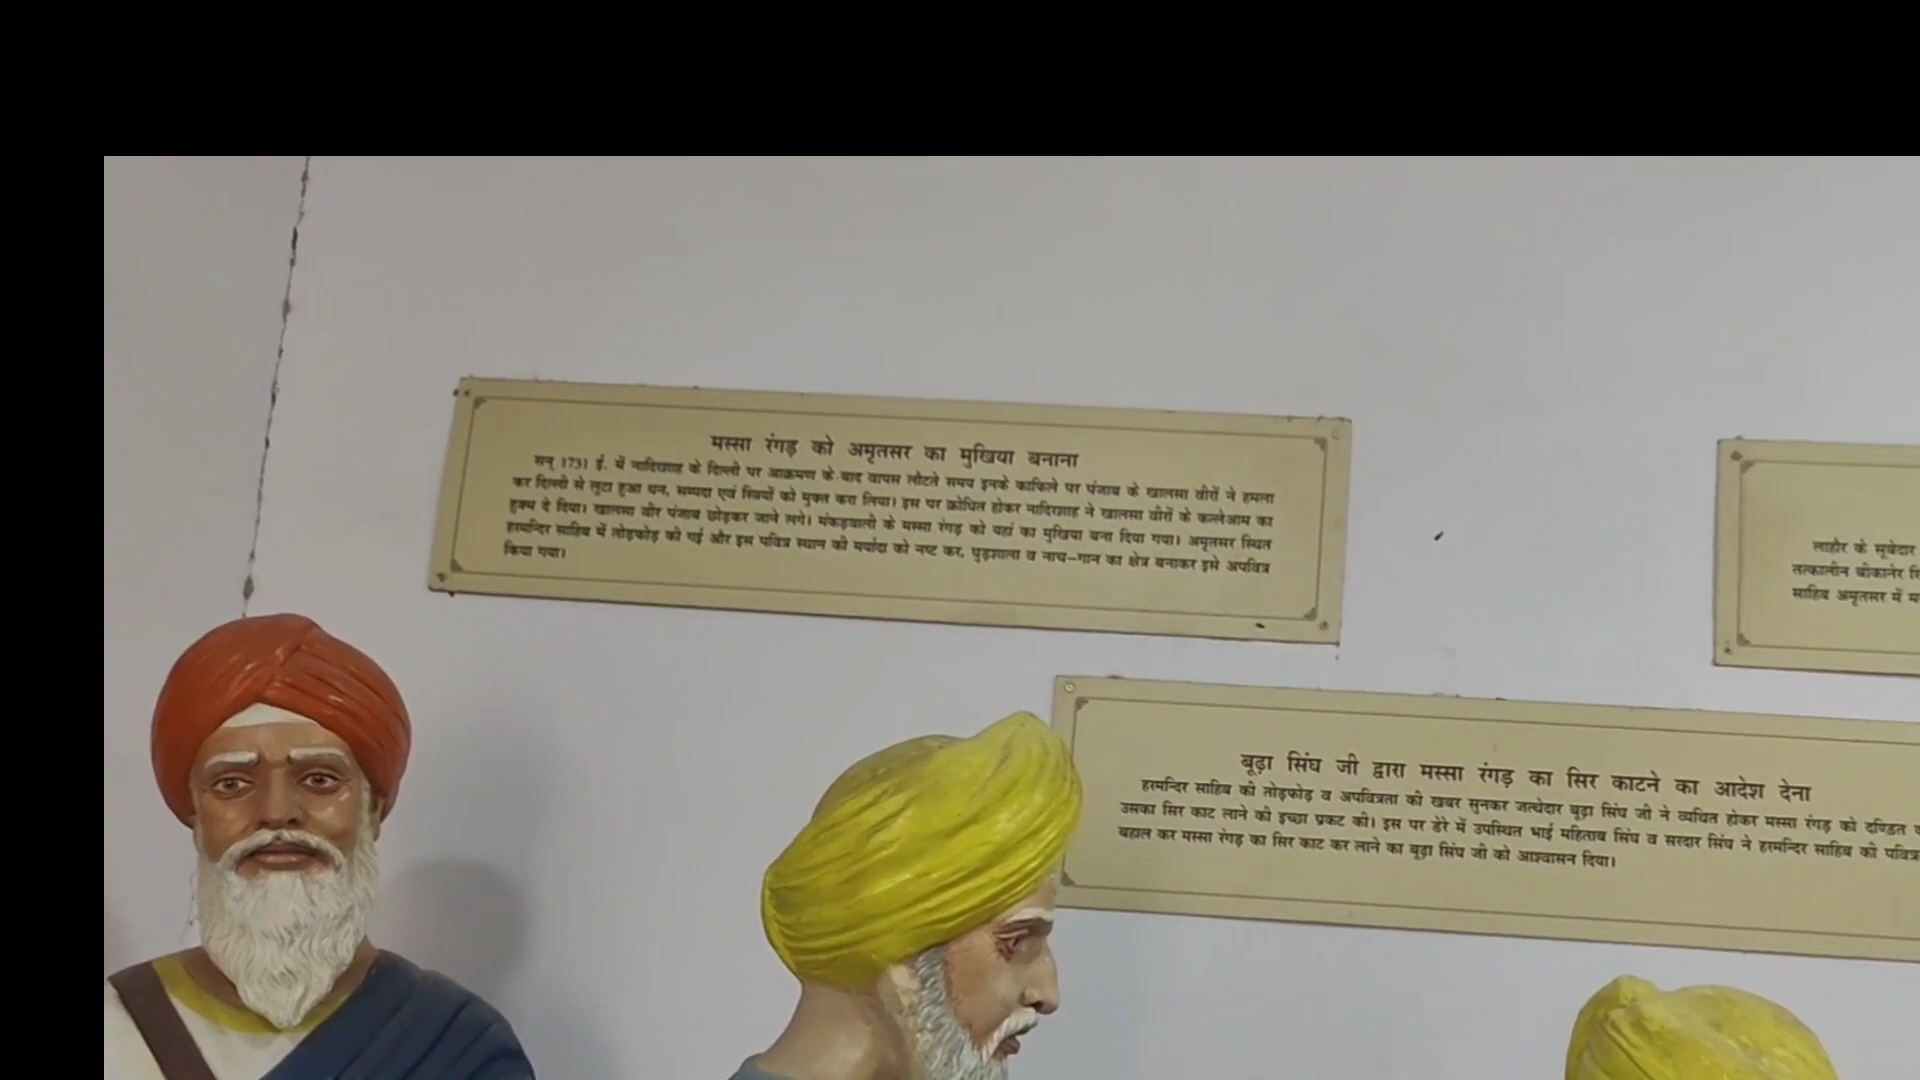 मस्सा रंगड़ को अमृतसर का मुखिया बनाना
सन् 1731 ई. में नादिरशाह के दिल्ली पर आक्रमण के बाद वापस लौटते समय इनके काफिले पर पंजाब के खालसा वीरों ने हमला
कर दिल्ली से लूटा हुआ धन, सम्पदा एवं स्त्रियों को मुक्त करा लिया। इस पर क्रोधित होकर नादिरशाह ने खालसा वीरों के कत्लेआम का
हुक्म दे दिया। खालसा वीर पंजाब छोड़कर जाने लगे। मंकड़वाली के मस्सा रंगड़ को यहां का मुखिया बना दिया गया। अमृतसर स्थित
हरमन्दिर साहिब में तोड़फोड़ की गई और इस पवित्र स्थान की मर्यादा को नष्ट कर, घुड़शाला व नाच-गान का क्षेत्र बनाकर इसे अपवित्र
किया गया।
लाहौर के सूबेदार
तत्कालीन बीकानेर
साहिब अमृतसर में
बूढ़ा सिंघ जी द्वारा मस्सा रंगड़ का सिर काटने का आदेश देना
हरमन्दिर साहिब की तोड़फोड़ व अपवित्रता की खबर सुनकर जत्थेदार बूढ़ा सिंघ जी ने व्यथित होकर मस्सा रंगड़ को दण्डित
उसका सिर काट लाने की इच्छा प्रकट की। इस पर डेरे में उपस्थित भाई महिताब सिंघ व सरदार सिंघ ने हरमन्दिर साहिब की
बहाल कर मस्सा रंगड़ का सिर काट कर लाने का बूढ़ा सिंघ जी को आश्वासन दिया।